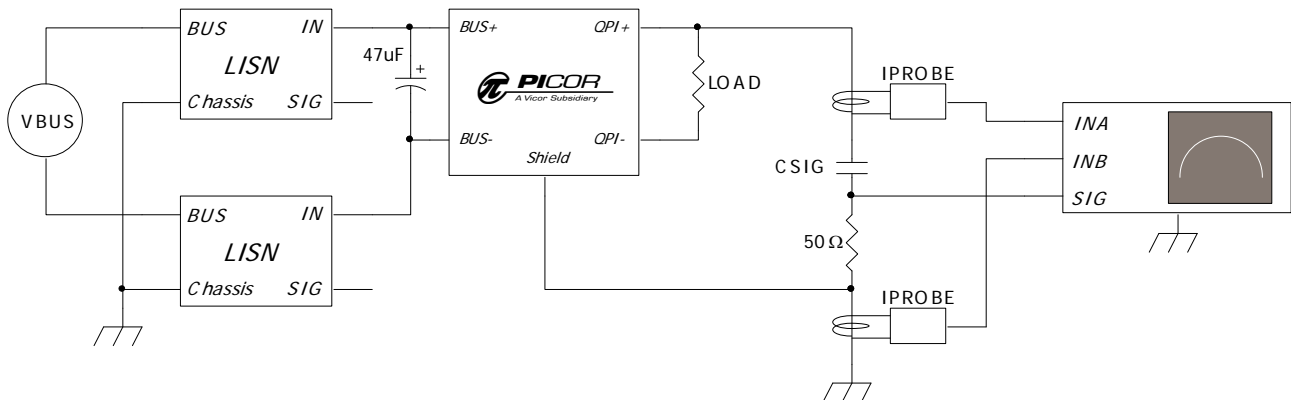 VBUS
BUS IN
LISN
Chassis SIG
BUS IN
LISN
Chassis SIG
47uF
+
BUS+ QPI+
π PICOR
A Vicor Subsidiary
BUS- QPI-
Shield
LOAD
IPROBE
CSIG
50Ω
IPROBE
INA
INB
SIG